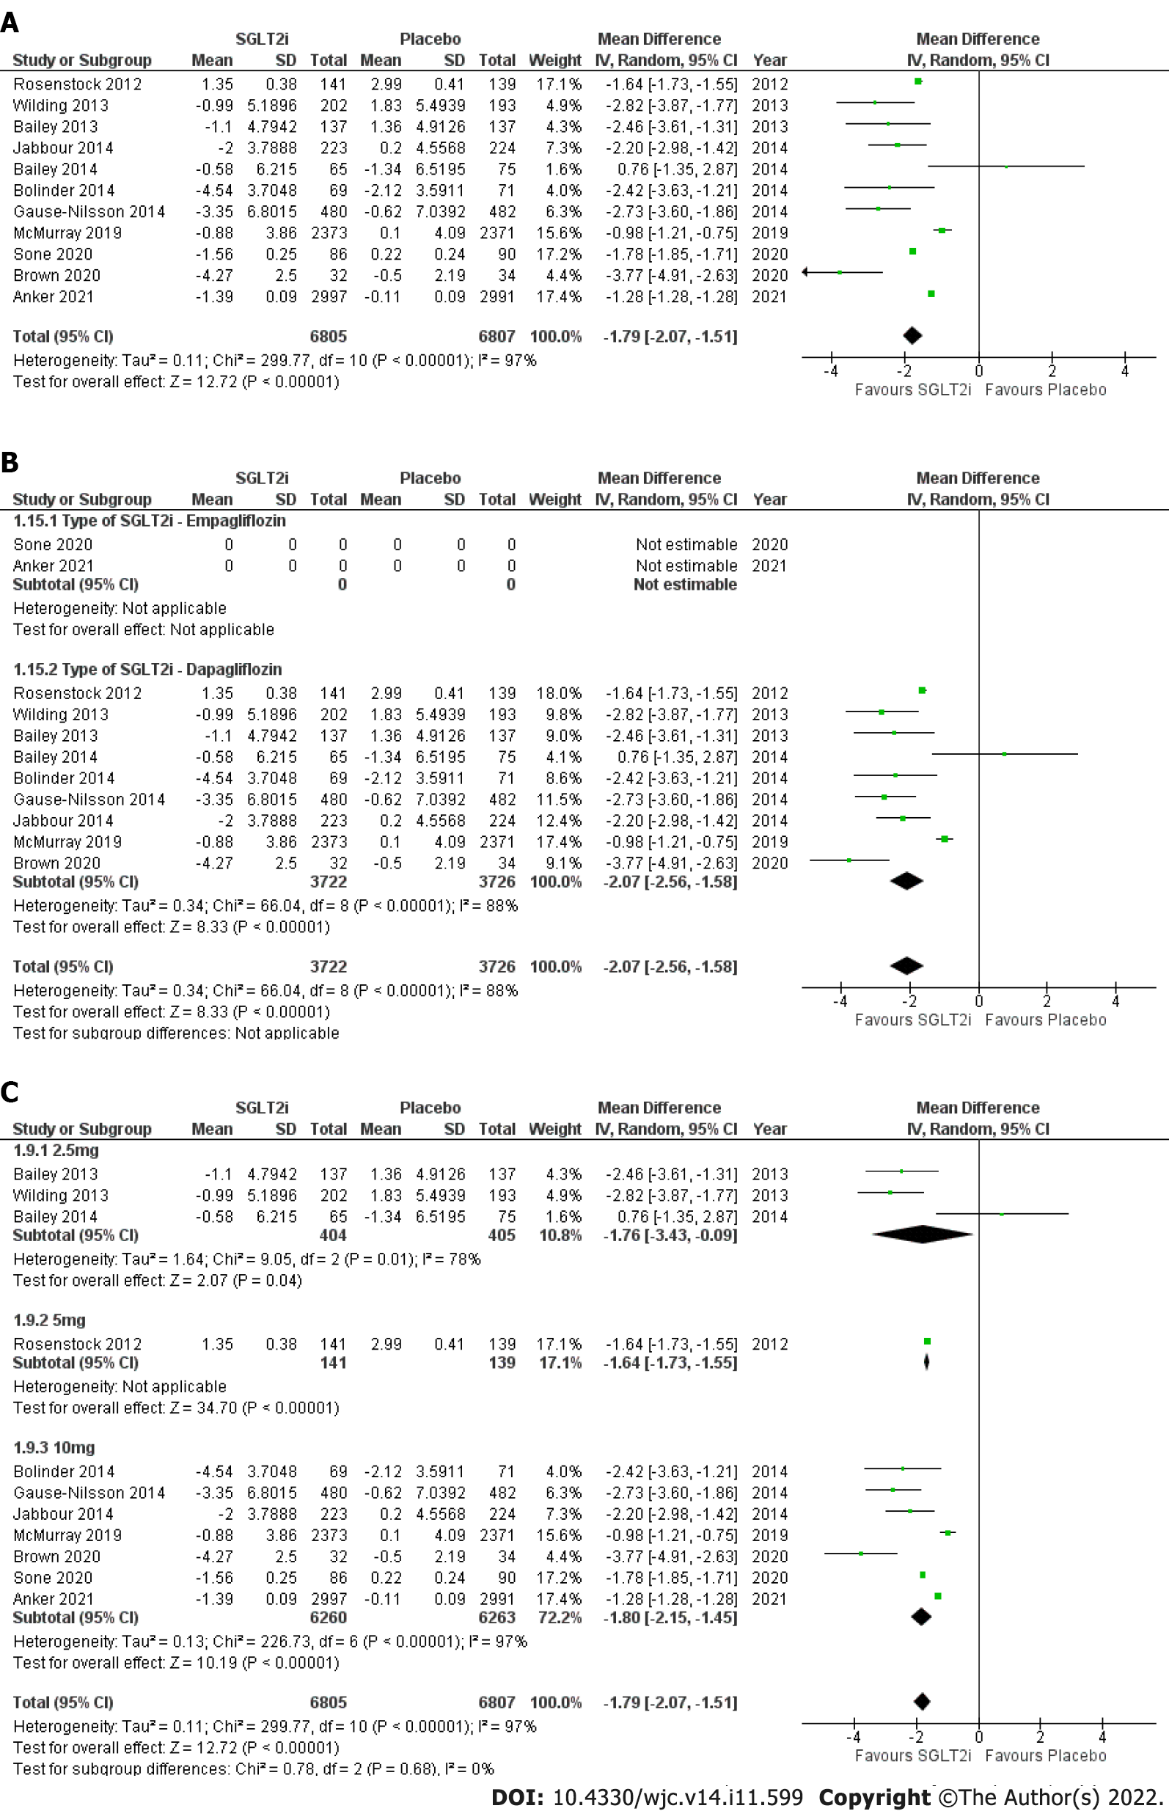 A
SGLT2i Placebo Mean Difference Mean Difference
Study or Subgroup Mean SD Total Mean SD Total Weight IV, Random, 95% CI Year IV, Random, 95% CI
Rosenstock 2012 1.35 0.38 141 2.99 0.41 139 17.1% -1.64 [-1.73, -1.55] 2012
Wilding 2013 -0.99 5.1896 202 1.83 5.4939 193 4.9% -2.82 [-3.87, -1.77] 2013
Bailey 2013 -1.1 4.7942 137 1.36 4.9126 137 4.3% -2.46 [-3.61, -1.31] 2013
Jabbour 2014 -2 3.7888 223 0.2 4.5568 224 7.3% -2.20 [-2.98, -1.42] 2014
Bailey 2014 -0.58 6.215 65 -1.34 6.5195 75 1.6% 0.76 [-1.35, 2.87] 2014
Bolinder 2014 -4.54 3.7048 69 -2.12 3.5911 71 4.0% -2.42 [-3.63, -1.21] 2014
Gause-Nilsson 2014 -3.35 6.8015 480 -0.62 7.0392 482 6.3% -2.73 [-3.60, -1.86] 2014
McMurray 2019 -0.88 3.86 2373 0.1 4.09 2371 15.6% -0.98 [-1.21, -0.75] 2019
Sone 2020 -1.56 0.25 86 0.22 0.24 90 17.2% -1.78 [-1.85, -1.71] 2020
Brown 2020 -4.27 2.5 32 -0.5 2.19 34 4.4% -3.77 [-4.91, -2.63] 2020
Anker 2021 -1.39 0.09 2997 -0.11 0.09 2991 17.4% -1.28 [-1.28, -1.28] 2021
Total (95% CI) 6805 6807 100.0% -1.79 [-2.07, -1.51]
Heterogeneity: Tau² = 0.11; Chi² = 299.77, df = 10 (P < 0.00001); I² = 97%
Test for overall effect: Z = 12.72 (P < 0.00001)
-4 -2 0 2 4
Favours SGLT2i Favours Placebo
B
SGLT2i Placebo Mean Difference Mean Difference
Study or Subgroup Mean SD Total Mean SD Total Weight IV, Random, 95% CI Year IV, Random, 95% CI
1.15.1 Type of SGLT2i - Empagliflozin
Sone 2020 0 0 0 0 0 0 Not estimable 2020
Anker 2021 0 0 0 0 0 0 Not estimable 2021
Subtotal (95% CI) 0 0 Not estimable
Heterogeneity: Not applicable
Test for overall effect: Not applicable
1.15.2 Type of SGLT2i - Dapagliflozin
Rosenstock 2012 1.35 0.38 141 2.99 0.41 139 18.0% -1.64 [-1.73, -1.55] 2012
Wilding 2013 -0.99 5.1896 202 1.83 5.4939 193 9.8% -2.82 [-3.87, -1.77] 2013
Bailey 2013 -1.1 4.7942 137 1.36 4.9126 137 9.0% -2.46 [-3.61, -1.31] 2013
Bailey 2014 -0.58 6.215 65 -1.34 6.5195 75 4.1% 0.76 [-1.35, 2.87] 2014
Bolinder 2014 -4.54 3.7048 69 -2.12 3.5911 71 8.6% -2.42 [-3.63, -1.21] 2014
Gause-Nilsson 2014 -3.35 6.8015 480 -0.62 7.0392 482 11.5% -2.73 [-3.60, -1.86] 2014
Jabbour 2014 -2 3.7888 223 0.2 4.5568 224 12.4% -2.20 [-2.98, -1.42] 2014
McMurray 2019 -0.88 3.86 2373 0.1 4.09 2371 17.4% -0.98 [-1.21, -0.75] 2019
Brown 2020 -4.27 2.5 32 -0.5 2.19 34 9.1% -3.77 [-4.91, -2.63] 2020
Subtotal (95% CI) 3722 3726 100.0% -2.07 [-2.56, -1.58]
Heterogeneity: Tau² = 0.34; Chi² = 66.04, df = 8 (P < 0.00001); I² = 88%
Test for overall effect: Z = 8.33 (P < 0.00001)
Total (95% CI) 3722 3726 100.0% -2.07 [-2.56, -1.58]
Heterogeneity: Tau² = 0.34; Chi² = 66.04, df = 8 (P < 0.00001); I² = 88%
Test for overall effect: Z = 8.33 (P < 0.00001)
Test for subgroup differences: Not applicable
-4 -2 0 2 4
Favours SGLT2i Favours Placebo
C
SGLT2i Placebo Mean Difference Mean Difference
Study or Subgroup Mean SD Total Mean SD Total Weight IV, Random, 95% CI Year IV, Random, 95% CI
1.9.1 2.5mg
Bailey 2013 -1.1 4.7942 137 1.36 4.9126 137 4.3% -2.46 [-3.61, -1.31] 2013
Wilding 2013 -0.99 5.1896 202 1.83 5.4939 193 4.9% -2.82 [-3.87, -1.77] 2013
Bailey 2014 -0.58 6.215 65 -1.34 6.5195 75 1.6% 0.76 [-1.35, 2.87] 2014
Subtotal (95% CI) 404 405 10.8% -1.76 [-3.43, -0.09]
Heterogeneity: Tau² = 1.64; Chi² = 9.05, df = 2 (P = 0.01); I² = 78%
Test for overall effect: Z = 2.07 (P = 0.04)
1.9.2 5mg
Rosenstock 2012 1.35 0.38 141 2.99 0.41 139 17.1% -1.64 [-1.73, -1.55] 2012
Subtotal (95% CI) 141 139 17.1% -1.64 [-1.73, -1.55]
Heterogeneity: Not applicable
Test for overall effect: Z = 34.70 (P < 0.00001)
1.9.3 10mg
Bolinder 2014 -4.54 3.7048 69 -2.12 3.5911 71 4.0% -2.42 [-3.63, -1.21] 2014
Gause-Nilsson 2014 -3.35 6.8015 480 -0.62 7.0392 482 6.3% -2.73 [-3.60, -1.86] 2014
Jabbour 2014 -2 3.7888 223 0.2 4.5568 224 7.3% -2.20 [-2.98, -1.42] 2014
McMurray 2019 -0.88 3.86 2373 0.1 4.09 2371 15.6% -0.98 [-1.21, -0.75] 2019
Brown 2020 -4.27 2.5 32 -0.5 2.19 34 4.4% -3.77 [-4.91, -2.63] 2020
Sone 2020 -1.56 0.25 86 0.22 0.24 90 17.2% -1.78 [-1.85, -1.71] 2020
Anker 2021 -1.39 0.09 2997 -0.11 0.09 2991 17.4% -1.28 [-1.28, -1.28] 2021
Subtotal (95% CI) 6260 6263 72.2% -1.80 [-2.15, -1.45]
Heterogeneity: Tau² = 0.13; Chi² = 226.73, df = 6 (P < 0.00001); I² = 97%
Test for overall effect: Z = 10.19 (P < 0.00001)
Total (95% CI) 6805 6807 100.0% -1.79 [-2.07, -1.51]
Heterogeneity: Tau² = 0.11; Chi² = 299.77, df = 10 (P < 0.00001); I² = 97%
Test for overall effect: Z = 12.72 (P < 0.00001)
Test for subgroup differences: Chi² = 0.78, df = 2 (P = 0.68), I² = 0%
-4 -2 0 2 4
Favours SGLT2i Favours Placebo
DOI: 10.4330/wjc.v14.i11.599 Copyright ©The Author(s) 2022.